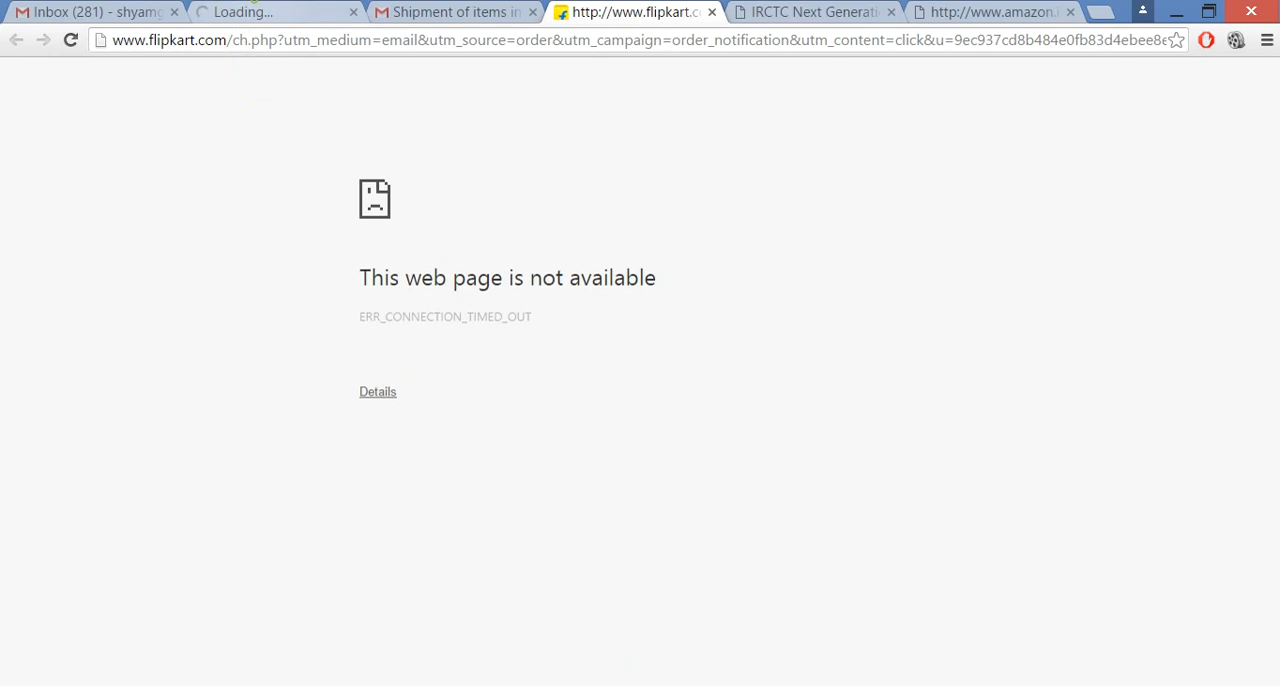 Inbox (281) - shyamg
Loading...
Shipment of items in
http://www.flipkart.c
IRCTC Next Generati
http://www.amazon.i
www.flipkart.com/ch.php?utm_medium=email&utm_source=order&utm_campaign=order_notification&utm_content=click&u=9ec937cd8b484e0fb83d4ebee8e
This web page is not available
ERR_CONNECTION_TIMED_OUT
Details